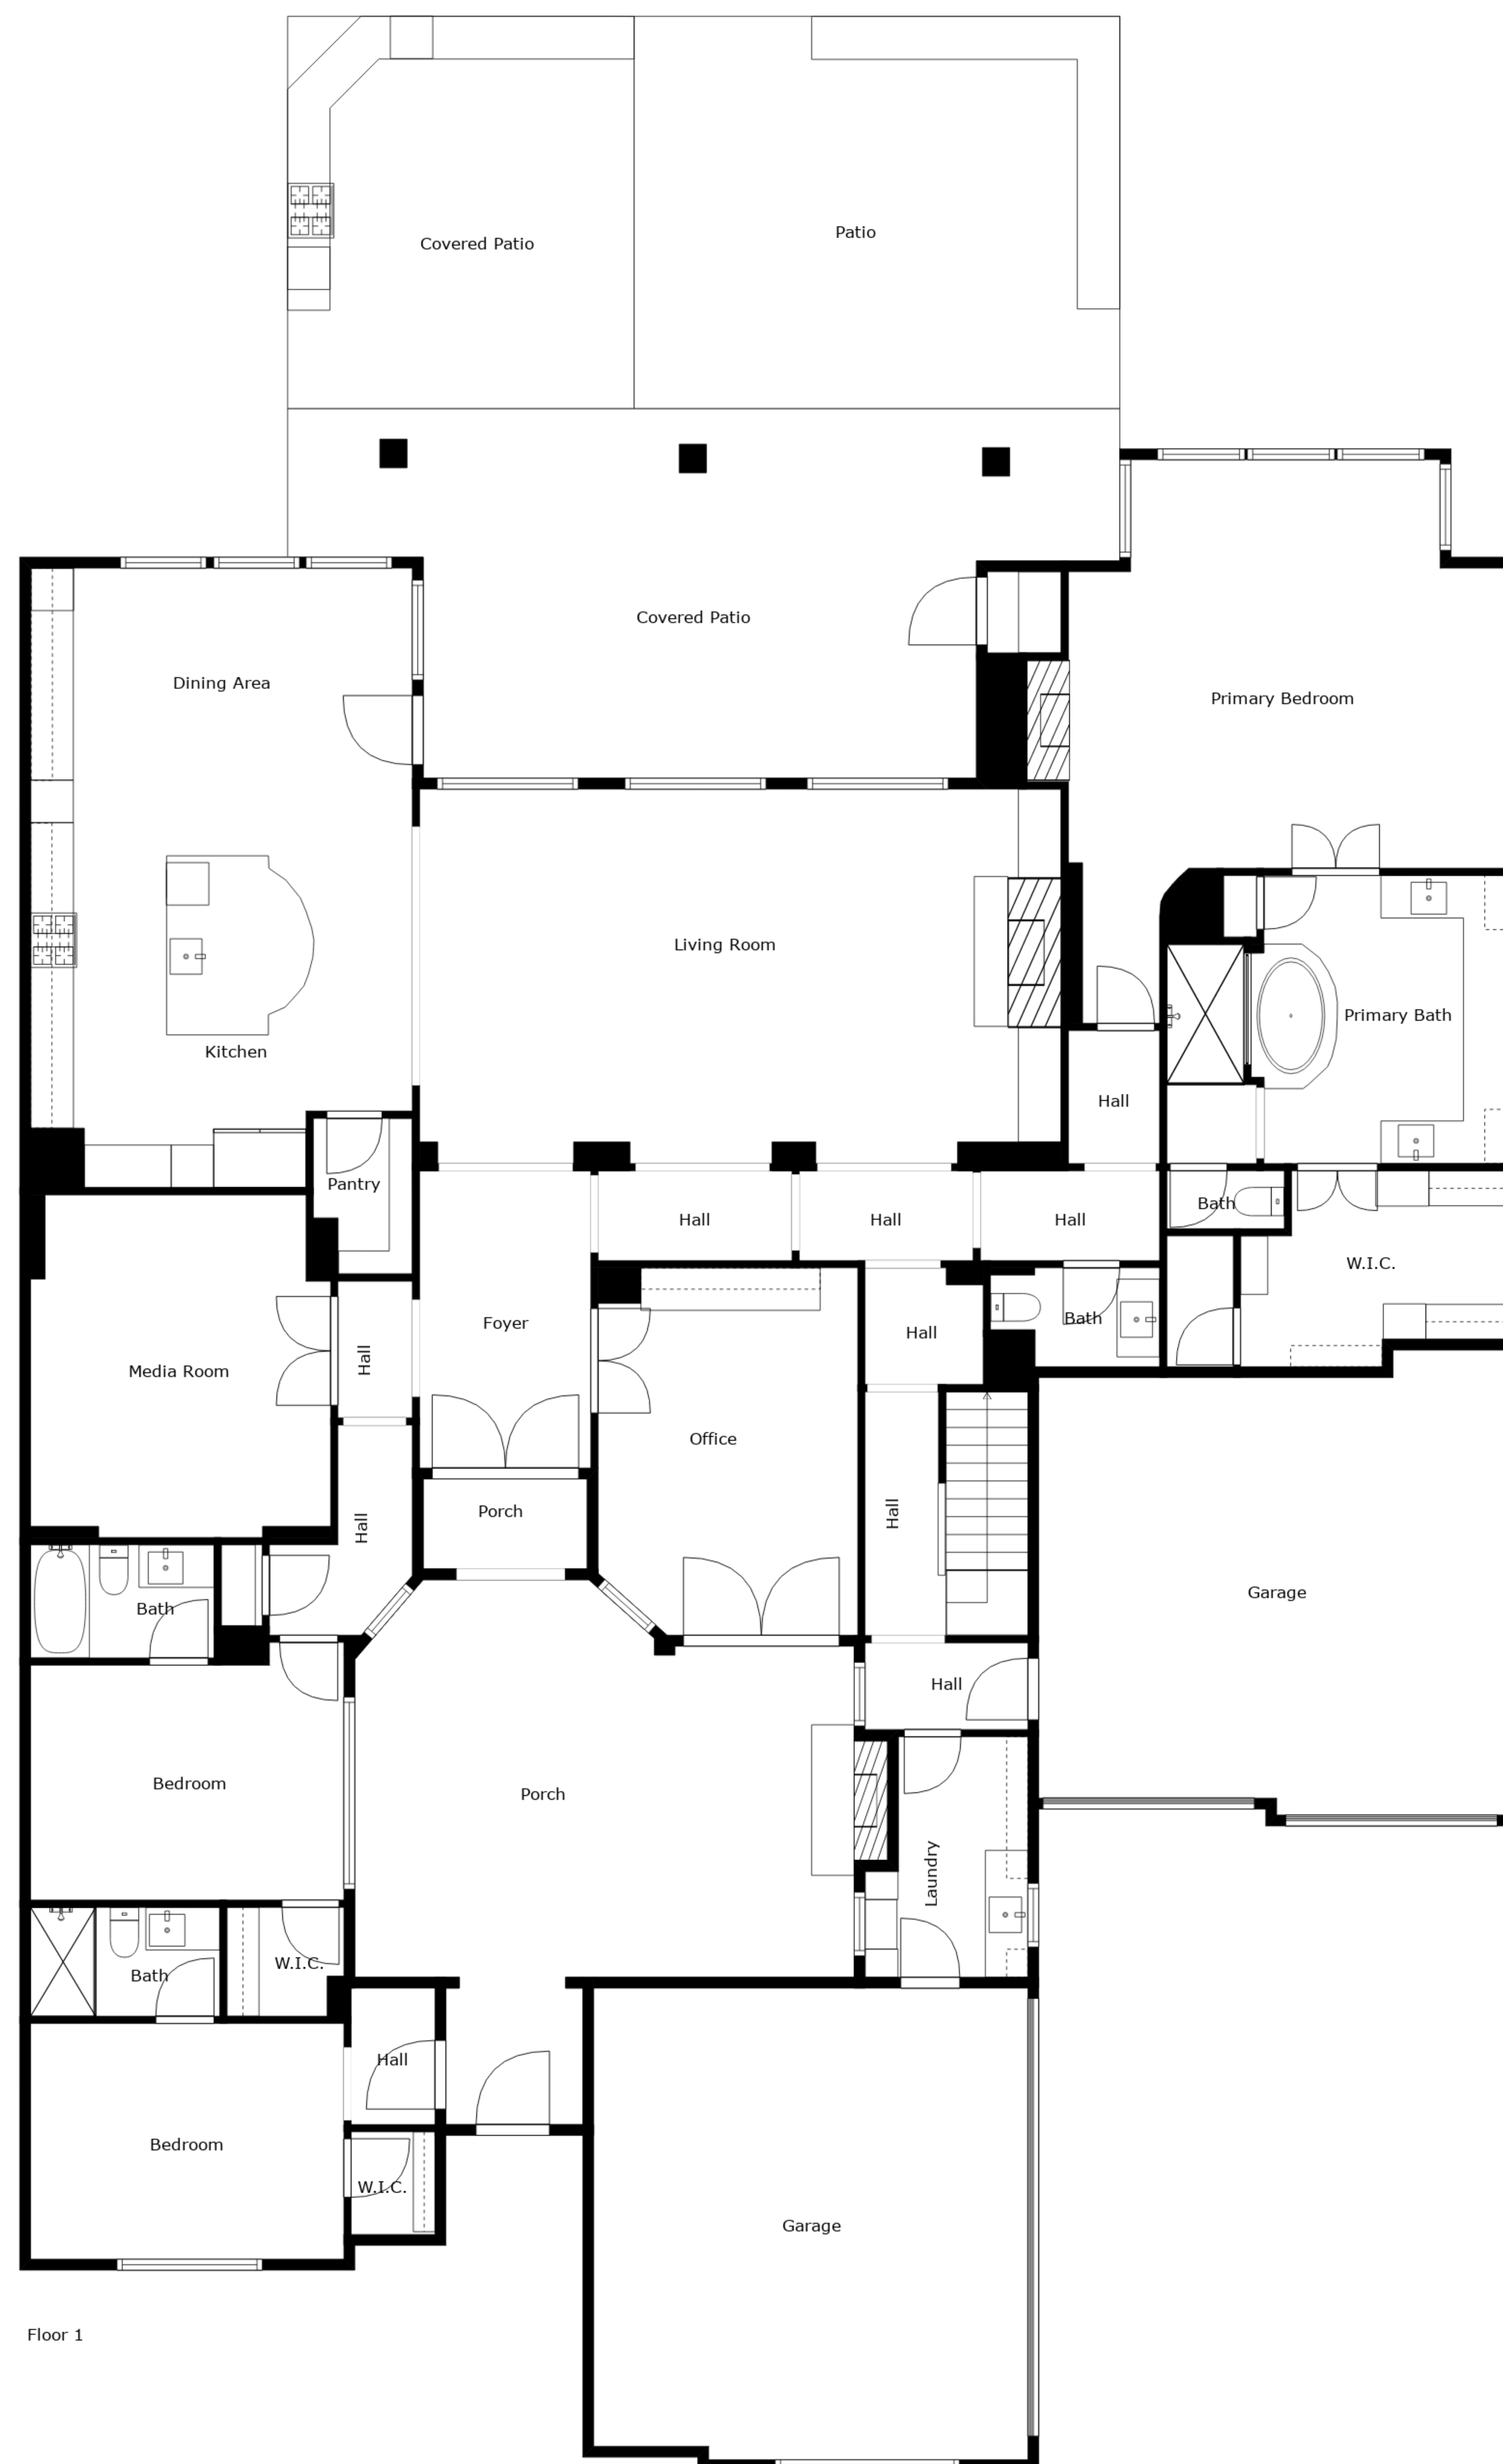 Patio
Covered Patio
Covered Patio
Dining Area
Primary Bedroom
Living Room
Primary Bath
Kitchen
Hall
Pantry
Bath
Hall
Hall
Hall
W.I.C.
Bath
Foyer
Hall
Hall
Media Room
Office
Porch
Hall
Hall
Garage
Bath
Hall
Bedroom
Porch
Laundry
W.I.C.
Bath
Hall
Bedroom
W.I.C.
Garage
Floor 1